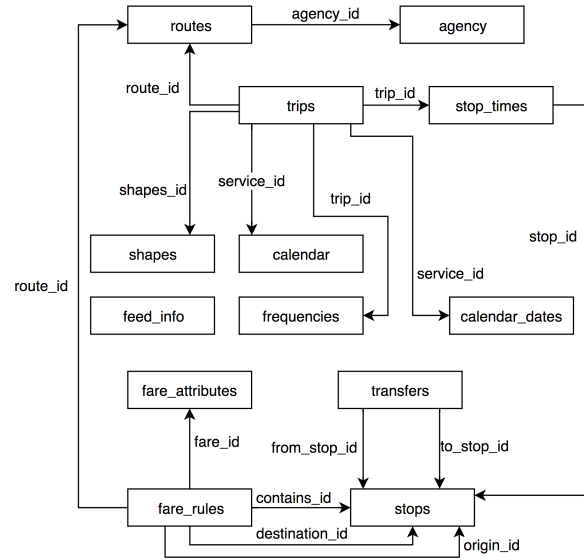 agency_id
routes
agency
route_id
trip_id
trips
stop_times
shapes_id
service_id
trip_id
stop_id
shapes
calendar
service_id
route_id
feed_info
frequencies
calendar_dates
fare_attributes
transfers
fare_id
from_stop_id
to_stop_id
fare_rules
contains_id
stops
destination_id
origin_id